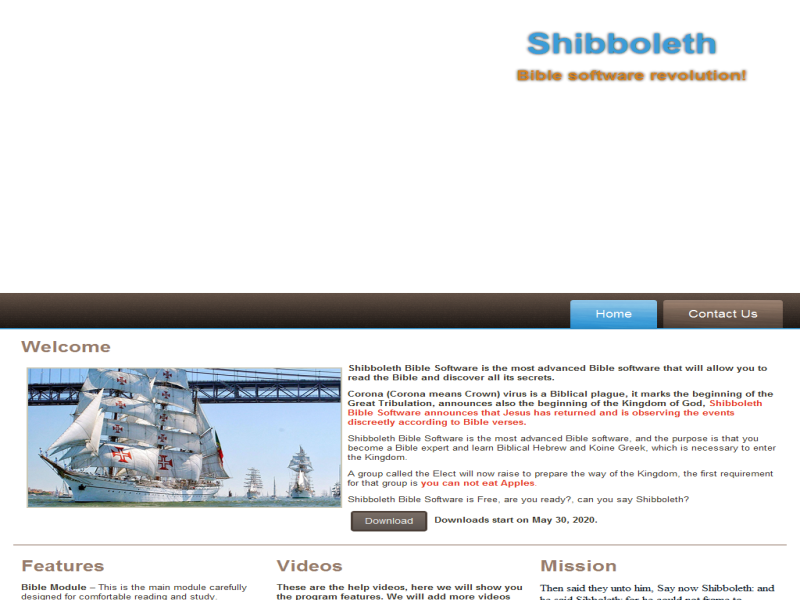 Shibboleth
Bible software revolution!
Home
Contact Us
Welcome
Shibboleth Bible Software is the most advanced Bible software that will allow you to
read the Bible and discover all its secrets.
Corona (Corona means Crown) virus is a Biblical plague, it marks the beginning of the
Great Tribulation, announces also the beginning of the Kingdom of God, Shibboleth
Bible Software announces that Jesus has returned and is observing the events
discreetly according to Bible verses.
Shibboleth Bible Software is the most advanced Bible software, and the purpose is that you
become a Bible expert and learn Biblical Hebrew and Koine Greek, which is necessary to enter
the Kingdom.
A group called the Elect will now raise to prepare the way of the Kingdom, the first requirement
for that group is you can not eat Apples.
Shibboleth Bible Software is Free, are you ready?, can you say Shibboleth?
Download
Downloads start on May 30, 2020.
Features
Bible Module – This is the main module carefully
designed for comfortable reading and study.
Videos
These are the help videos, here we will show you
the program features. We will add more videos
Mission
Then said they unto him, Say now Shibboleth: and
he said Sibboleth: for he could not frame to